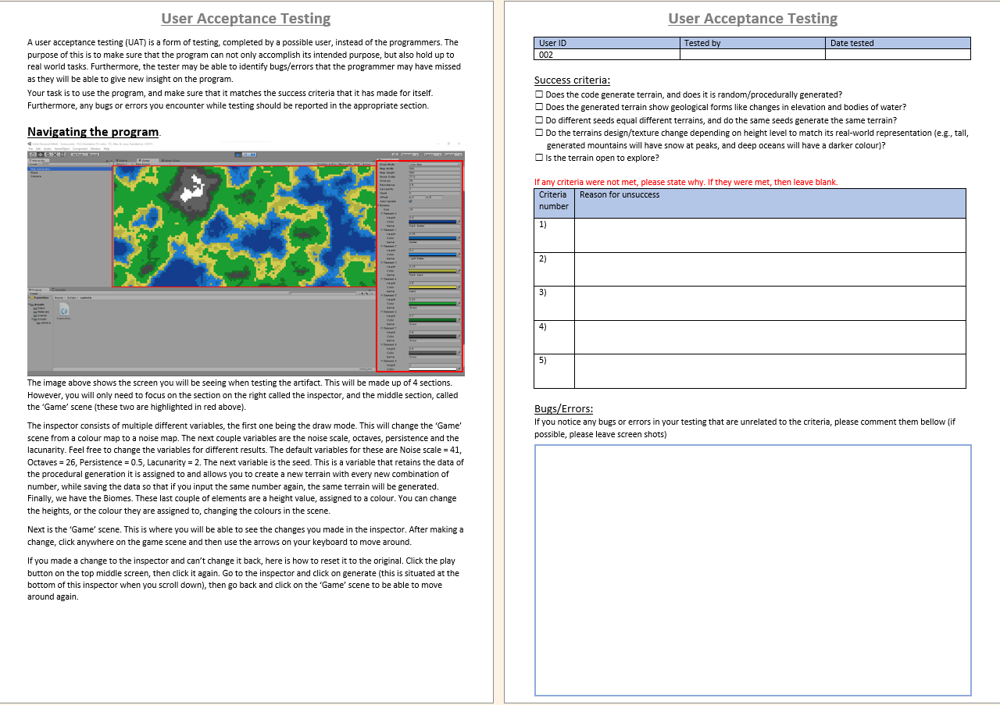 User Acceptance Testing
A user acceptance testing (UAT) is a form of testing, completed by a possible user, instead of the programmers. The
purpose of this is to make sure that the program can not only accomplish its intended purpose, but also hold up to
real world tasks. Furthermore, the tester may be able to identify bugs/errors that the programmer may have missed
as they will be able to give new insight on the program.
Your task is to use the program, and make sure that it matches the success criteria that it has made for itself.
Furthermore, any bugs or errors you encounter while testing should be reported in the appropriate section.
Navigating the program.
The image above shows the screen you will be seeing when testing the artifact. This will be made up of 4 sections.
However, you will only need to focus on the section on the right called the inspector, and the middle section, called
the ‘Game’ scene (these two are highlighted in red above).
The inspector consists of multiple different variables, the first one being the draw mode. This will change the ‘Game’
scene from a colour map to a noise map. The next couple variables are the noise scale, octaves, persistence and the
lacunarity. Feel free to change the variables for different results. The default variables for these are Noise scale = 41,
Octaves = 26, Persistence = 0.5, Lacunarity = 2. The next variable is the seed. This is a variable that retains the data of
the procedural generation it is assigned to and allows you to create a new terrain with every new combination of
number, while saving the data so that if you input the same number again, the same terrain will be generated.
Finally, we have the Biomes. These last couple of elements are a height value, assigned to a colour. You can change
the heights, or the colour they are assigned to, changing the colours in the scene.
Next is the ‘Game’ scene. This is where you will be able to see the changes you made in the inspector. After making a
change, click anywhere on the game scene and then use the arrows on your keyboard to move around.
If you made a change to the inspector and can’t change it back, here is how to reset it to the original. Click the play
button on the top middle screen, then click it again. Go to the inspector and click on generate (this is situated at the
bottom of this inspector when you scroll down), then go back and click on the ‘Game’ scene to be able to move
around again.
User Acceptance Testing
User ID Tested by Date tested
002
Success criteria:
☐ Does the code generate terrain, and does it is random/procedurally generated?
☐ Does the generated terrain show geological forms like changes in elevation and bodies of water?
☐ Do different seeds equal different terrains, and do the same seeds generate the same terrain?
☐ Do the terrains design/texture change depending on height level to match its real-world representation (e.g., tall,
generated mountains will have snow at peaks, and deep oceans will have a darker colour)?
☐ Is the terrain open to explore?
If any criteria were not met, please state why. If they were met, then leave blank.
Criteria number Reason for unsuccess
1)
2)
3)
4)
5)
Bugs/Errors:
If you notice any bugs or errors in your testing that are unrelated to the criteria, please comment them bellow (if
possible, please leave screen shots)